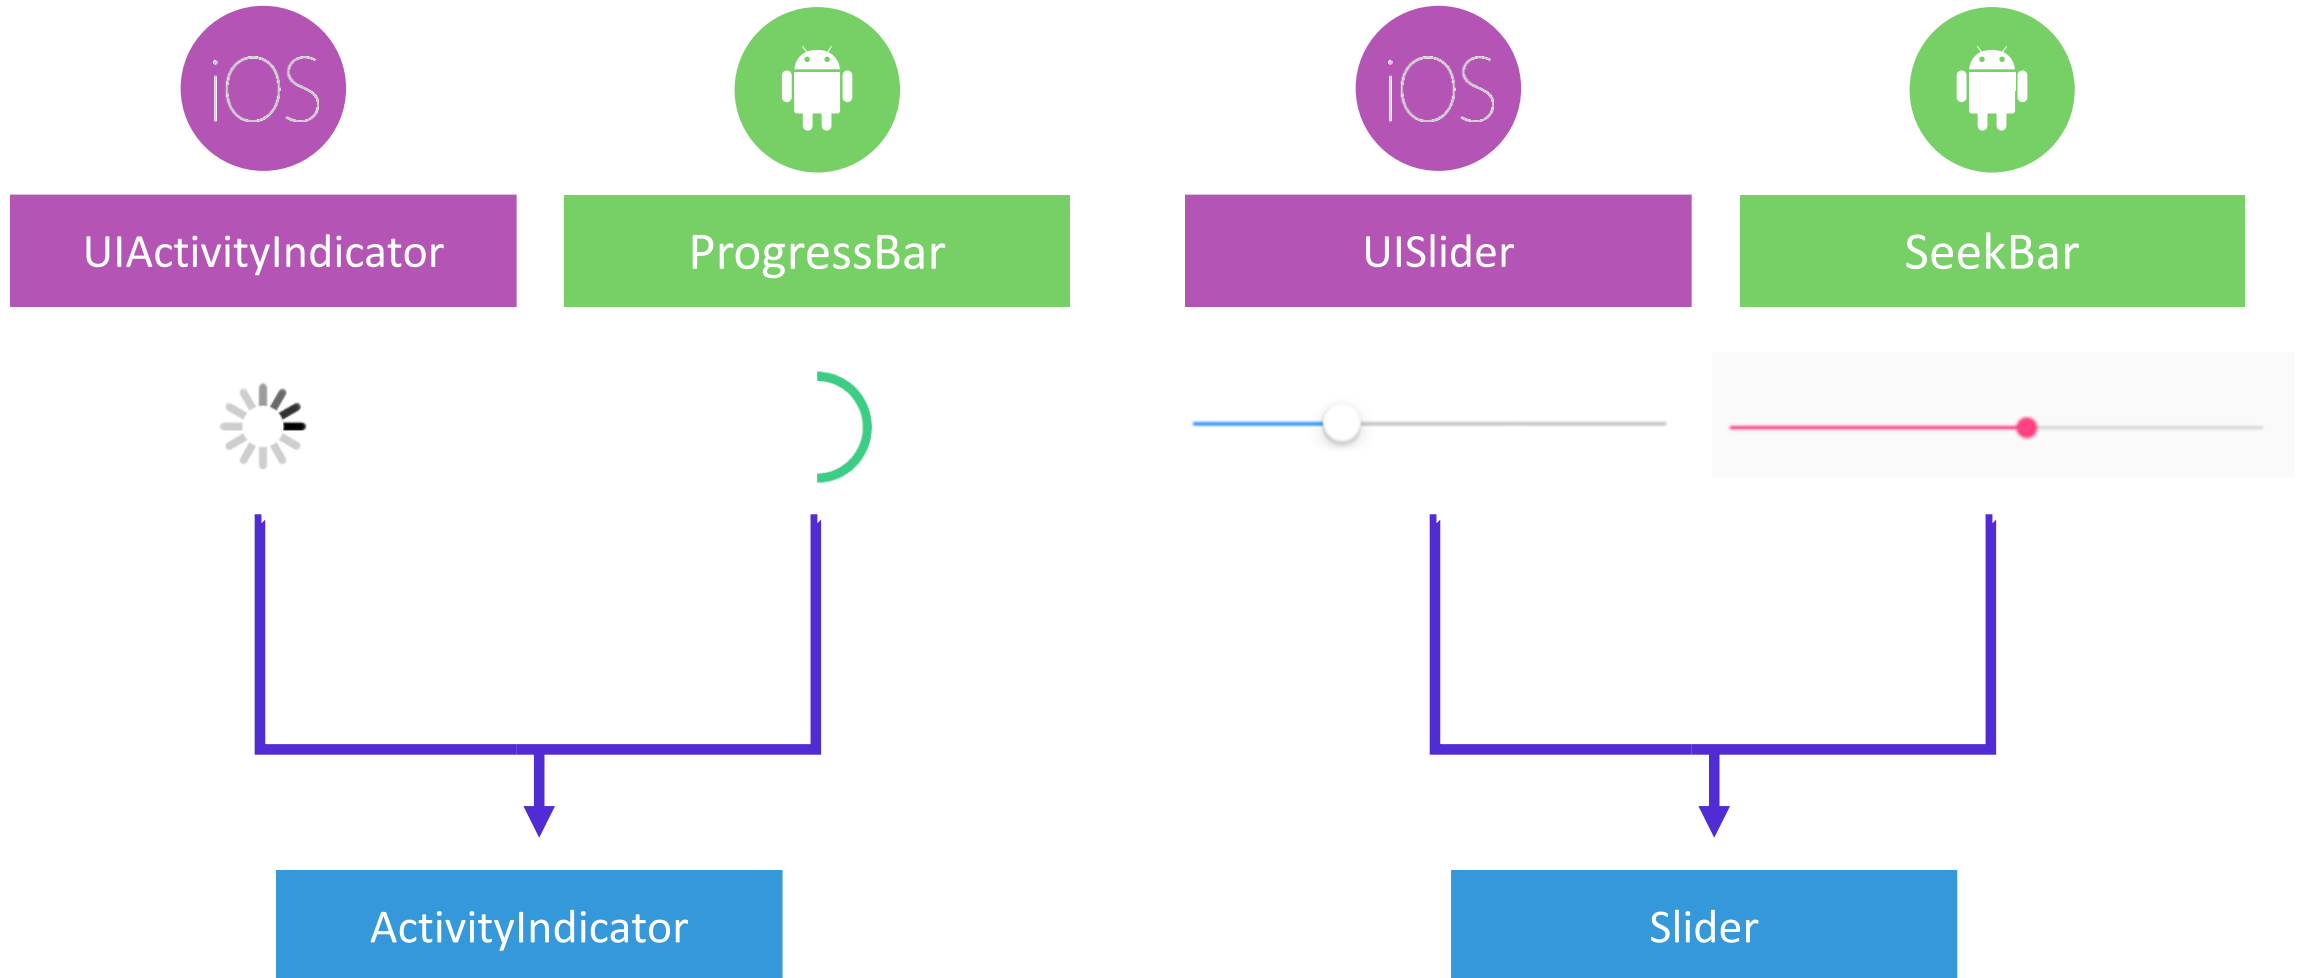 iOS
iOS
UIActivityIndicator
ProgressBar
UISlider
SeekBar
ActivityIndicator
Slider